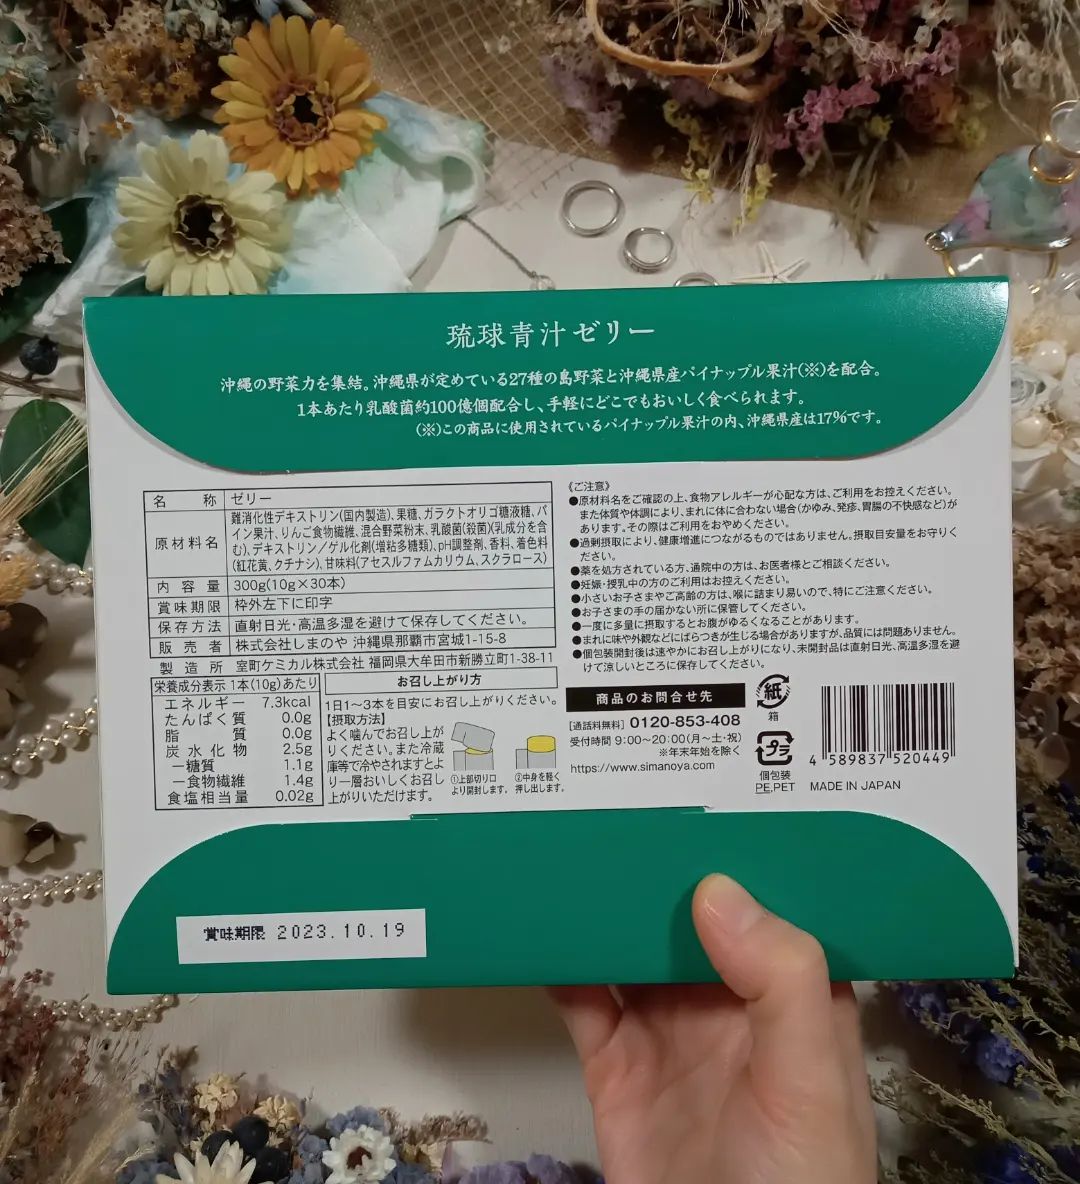 琉球青汁ゼリー
沖縄の野菜力を集結。沖縄県が定めている27種の島野菜と沖縄県産パイナップル果汁(※)を配合。
1本あたり乳酸菌約100億個配合し、手軽にどこでもおいしく食べられます。
(※)この商品に使用されているパイナップル果汁の内、沖縄県産は17%です。
名 称 ゼリー
原材料名
難消化性デキストリン(国内製造)、果糖、ガラクトオリゴ糖液糖、パ
イン果汁、りんご食物繊維、混合野菜粉末、乳酸菌(殺菌)(乳成分を含
む)、デキストリン/ゲル化剤(増粘多糖類)、pH調整剤、香料、着色料
(紅花黄、クチナシ)、甘味料(アセスルファムカリウム、スクラロース)
内容量 300g(10g×30本)
賞味期限 枠外左下に印字
保存方法 直射日光・高温多湿を避けて保存してください。
販売者 株式会社しまのや 沖縄県那覇市宮城1-15-8
製造所 室町ケミカル株式会社 福岡県大牟田市新勝立町1-38-11
栄養成分表示 1本(10g)あたり
エネルギー 7.3kcal
たんぱく質 0.0g
脂質 0.0g
炭水化物 2.5g
-糖質 1.1g
-食物繊維 1.4g
食塩相当量 0.02g
お召し上がり方
1日1〜3本を目安にお召し上がりください。
【摂取方法】
よく噛んでお召し上が
りください。また冷蔵
庫等で冷やされますとよ
り一層おいしくお召し
上がりいただけます。
①上部切り口
より開封します。
②中身を軽く
押し出します。
《ご注意》
●原材料名をご確認の上、食物アレルギーが心配な方は、ご利用をお控えください。
また体質や体調により、まれに体に合わない場合(かゆみ、発疹、胃腸の不快感など)が
あります。その際はご利用をおやめください。
●過剰摂取により、健康増進につながるものではありません。摂取目安量をお守りく
ださい。
●薬を処方されている方、通院中の方は、お医者様とご相談ください。
●妊娠・授乳中の方のご利用はお控えください。
●小さいお子さまやご高齢の方は、喉に詰まり易いので、特にご注意ください。
●お子さまの手の届かない所に保管してください。
●一度に多量に摂取するとお腹がゆるくなることがあります。
●まれに味や外観などにばらつきが生じる場合がありますが、品質には問題ありません。
●個包装開封後は速やかにお召し上がりになり、未開封品は直射日光、高温多湿を避
けて涼しいところに保存してください。
商品のお問合せ先
[通話料無料] 0120-853-408
受付時間 9:00〜20:00(月〜土・祝)
※年末年始を除く
https://www.simanoya.com
紙
箱
プラ
個包装
PE,PET
4 589837 520449
MADE IN JAPAN
賞味期限 2023.10.19